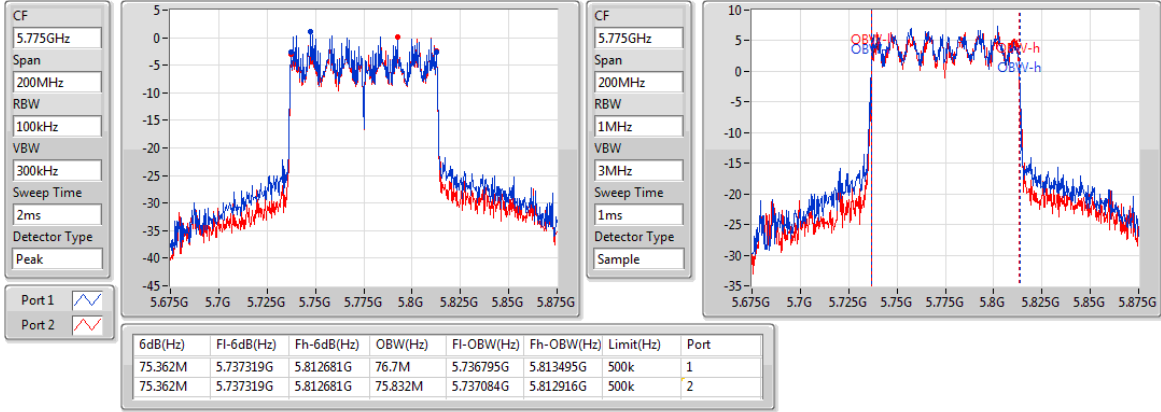 CF
5.775GHz
Span
200MHz
RBW
100kHz
VBW
300kHz
Sweep Time
2ms
Detector Type
Peak
Port 1
Port 2
5
0
-5
-10
-15
-20
-25
-30
-35
-40
-45
5.675G 5.7G 5.725G 5.75G 5.775G 5.8G 5.825G 5.85G 5.875G
CF
5.775GHz
Span
200MHz
RBW
1MHz
VBW
3MHz
Sweep Time
1ms
Detector Type
Sample
10
5
0
-5
-10
-15
-20
-25
-30
-35
OBW-h
OBW-h
5.675G 5.7G 5.725G 5.75G 5.775G 5.8G 5.825G 5.85G 5.875G
6dB(Hz) Fl-6dB(Hz) Fh-6dB(Hz) OBW(Hz) Fl-OBW(Hz) Fh-OBW(Hz) Limit(Hz) Port
75.362M 5.737319G 5.812681G 76.7M 5.736795G 5.813495G 500k 1
75.362M 5.737319G 5.812681G 75.832M 5.737084G 5.812916G 500k 2